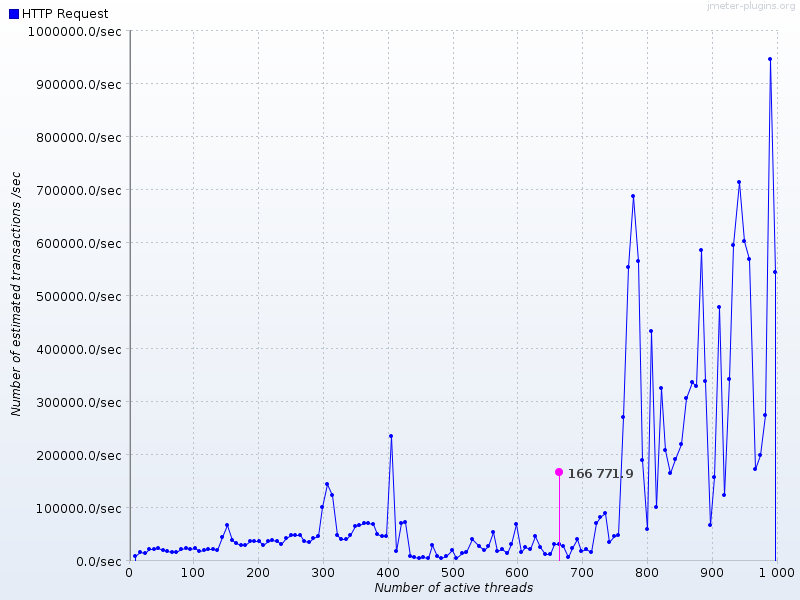 jmeter-plugins.org
HTTP Request
1000000.0/sec
900000.0/sec
800000.0/sec
700000.0/sec
600000.0/sec
500000.0/sec
400000.0/sec
300000.0/sec
200000.0/sec
100000.0/sec
0.0/sec
Number of estimated transactions /sec
166 771.9
0 100 200 300 400 500 600 700 800 900 1 000
Number of active threads